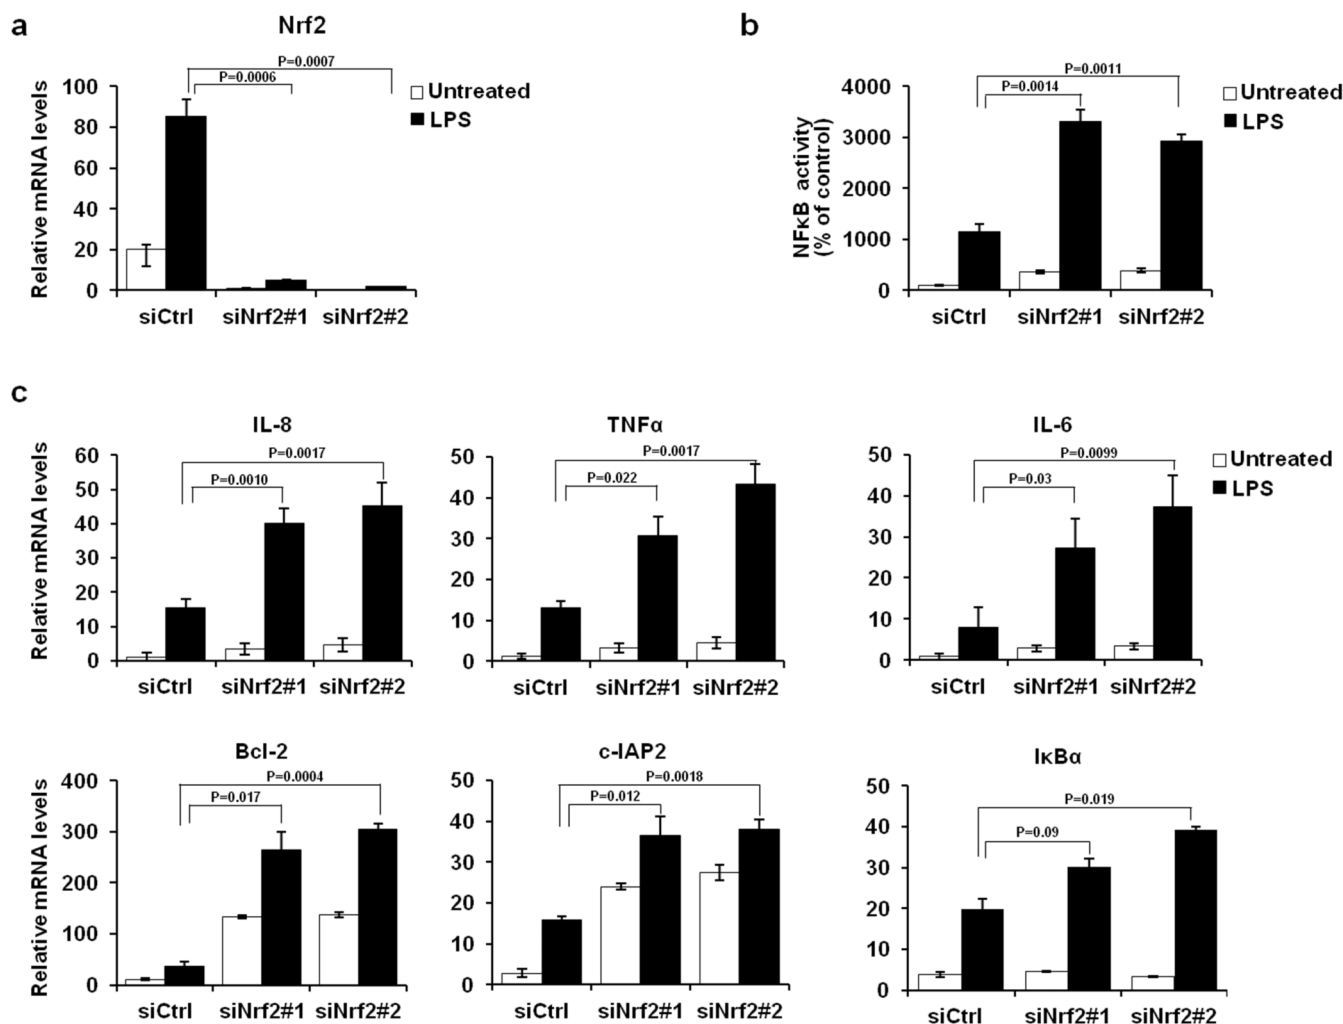 a
Nrf2
P=0.0007
P=0.0006
Relative mRNA levels
100
80
60
40
20
0
siCtrl
siNrf2#1
siNrf2#2
Untreated
LPS
b
P=0.0011
P=0.0014
NFκB activity
(% of control)
4000
3000
2000
1000
0
siCtrl
siNrf2#1
siNrf2#2
Untreated
LPS
c
IL-8
P=0.0017
P=0.0010
Relative mRNA levels
60
50
40
30
20
10
0
siCtrl
siNrf2#1
siNrf2#2
TNFα
P=0.0017
P=0.022
50
40
30
20
10
0
siCtrl
siNrf2#1
siNrf2#2
IL-6
P=0.0099
P=0.03
50
40
30
20
10
0
siCtrl
siNrf2#1
siNrf2#2
Untreated
LPS
Bcl-2
P=0.0004
P=0.017
Relative mRNA levels
400
300
200
100
0
siCtrl
siNrf2#1
siNrf2#2
c-IAP2
P=0.0018
P=0.012
50
40
30
20
10
0
siCtrl
siNrf2#1
siNrf2#2
IκBα
P=0.019
P=0.09
50
40
30
20
10
0
siCtrl
siNrf2#1
siNrf2#2